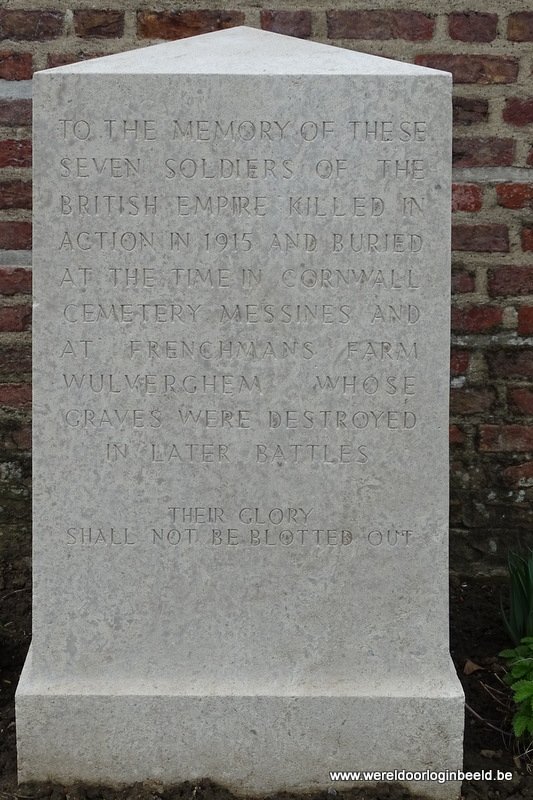 TO THE MEMORY OF THESE
SEVEN SOLDIERS OF THE
BRITISH EMPIRE KILLED IN
ACTION IN 1915 AND BURIED
AT THE TIME IN CORNWALL
CEMETERY MESSINES AND
AT FRENCHMANS FARM
WULVERGHEM WHOSE
GRAVES WERE DESTROYED
IN LATER BATTLES
THEIR GLORY
SHALL NOT BE BLOTTED OUT
www.wereldoorloginbeeld.be